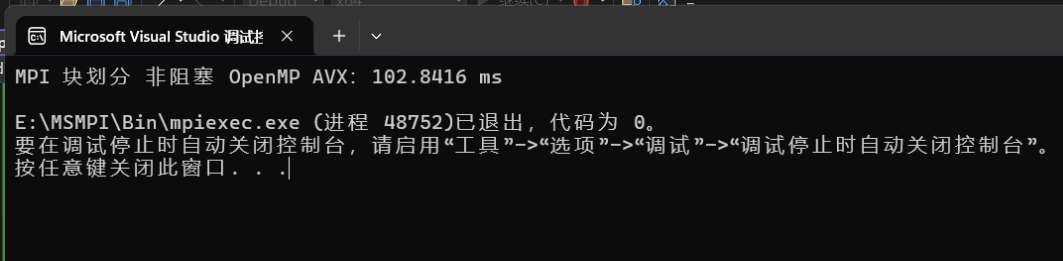 Debug
x64
继续(C)
Microsoft Visual Studio 调试控
MPI 块划分 非阻塞 OpenMP AVX: 102.8416 ms
E:\MSMPI\Bin\mpiexec.exe (进程 48752)已退出，代码为 0。
要在调试停止时自动关闭控制台，请启用“工具”->“选项”->“调试”->“调试停止时自动关闭控制台”。
按任意键关闭此窗口. . .